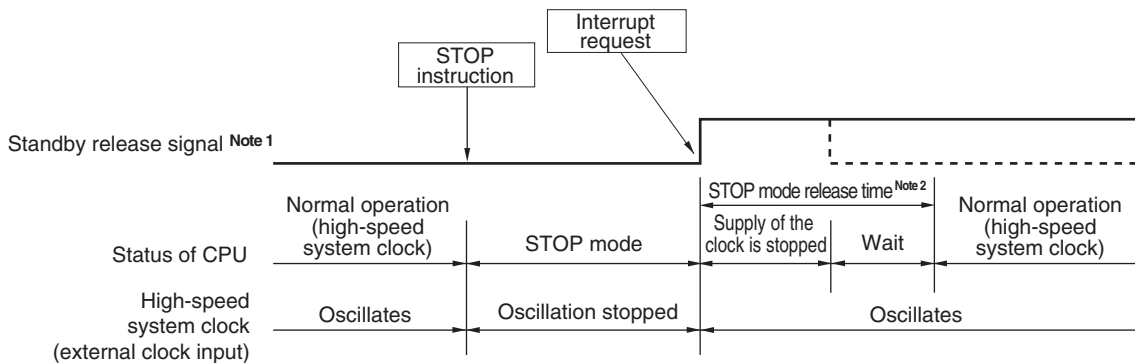 Interrupt
request
STOP
instruction
Standby release signal Note 1
STOP mode release time Note 2
Normal operation
(high-speed
system clock)
Supply of the
clock is stopped
Normal operation
(high-speed
system clock)
Status of CPU
STOP mode
Wait
High-speed
system clock
(external clock input)
Oscillates
Oscillation stopped
Oscillates